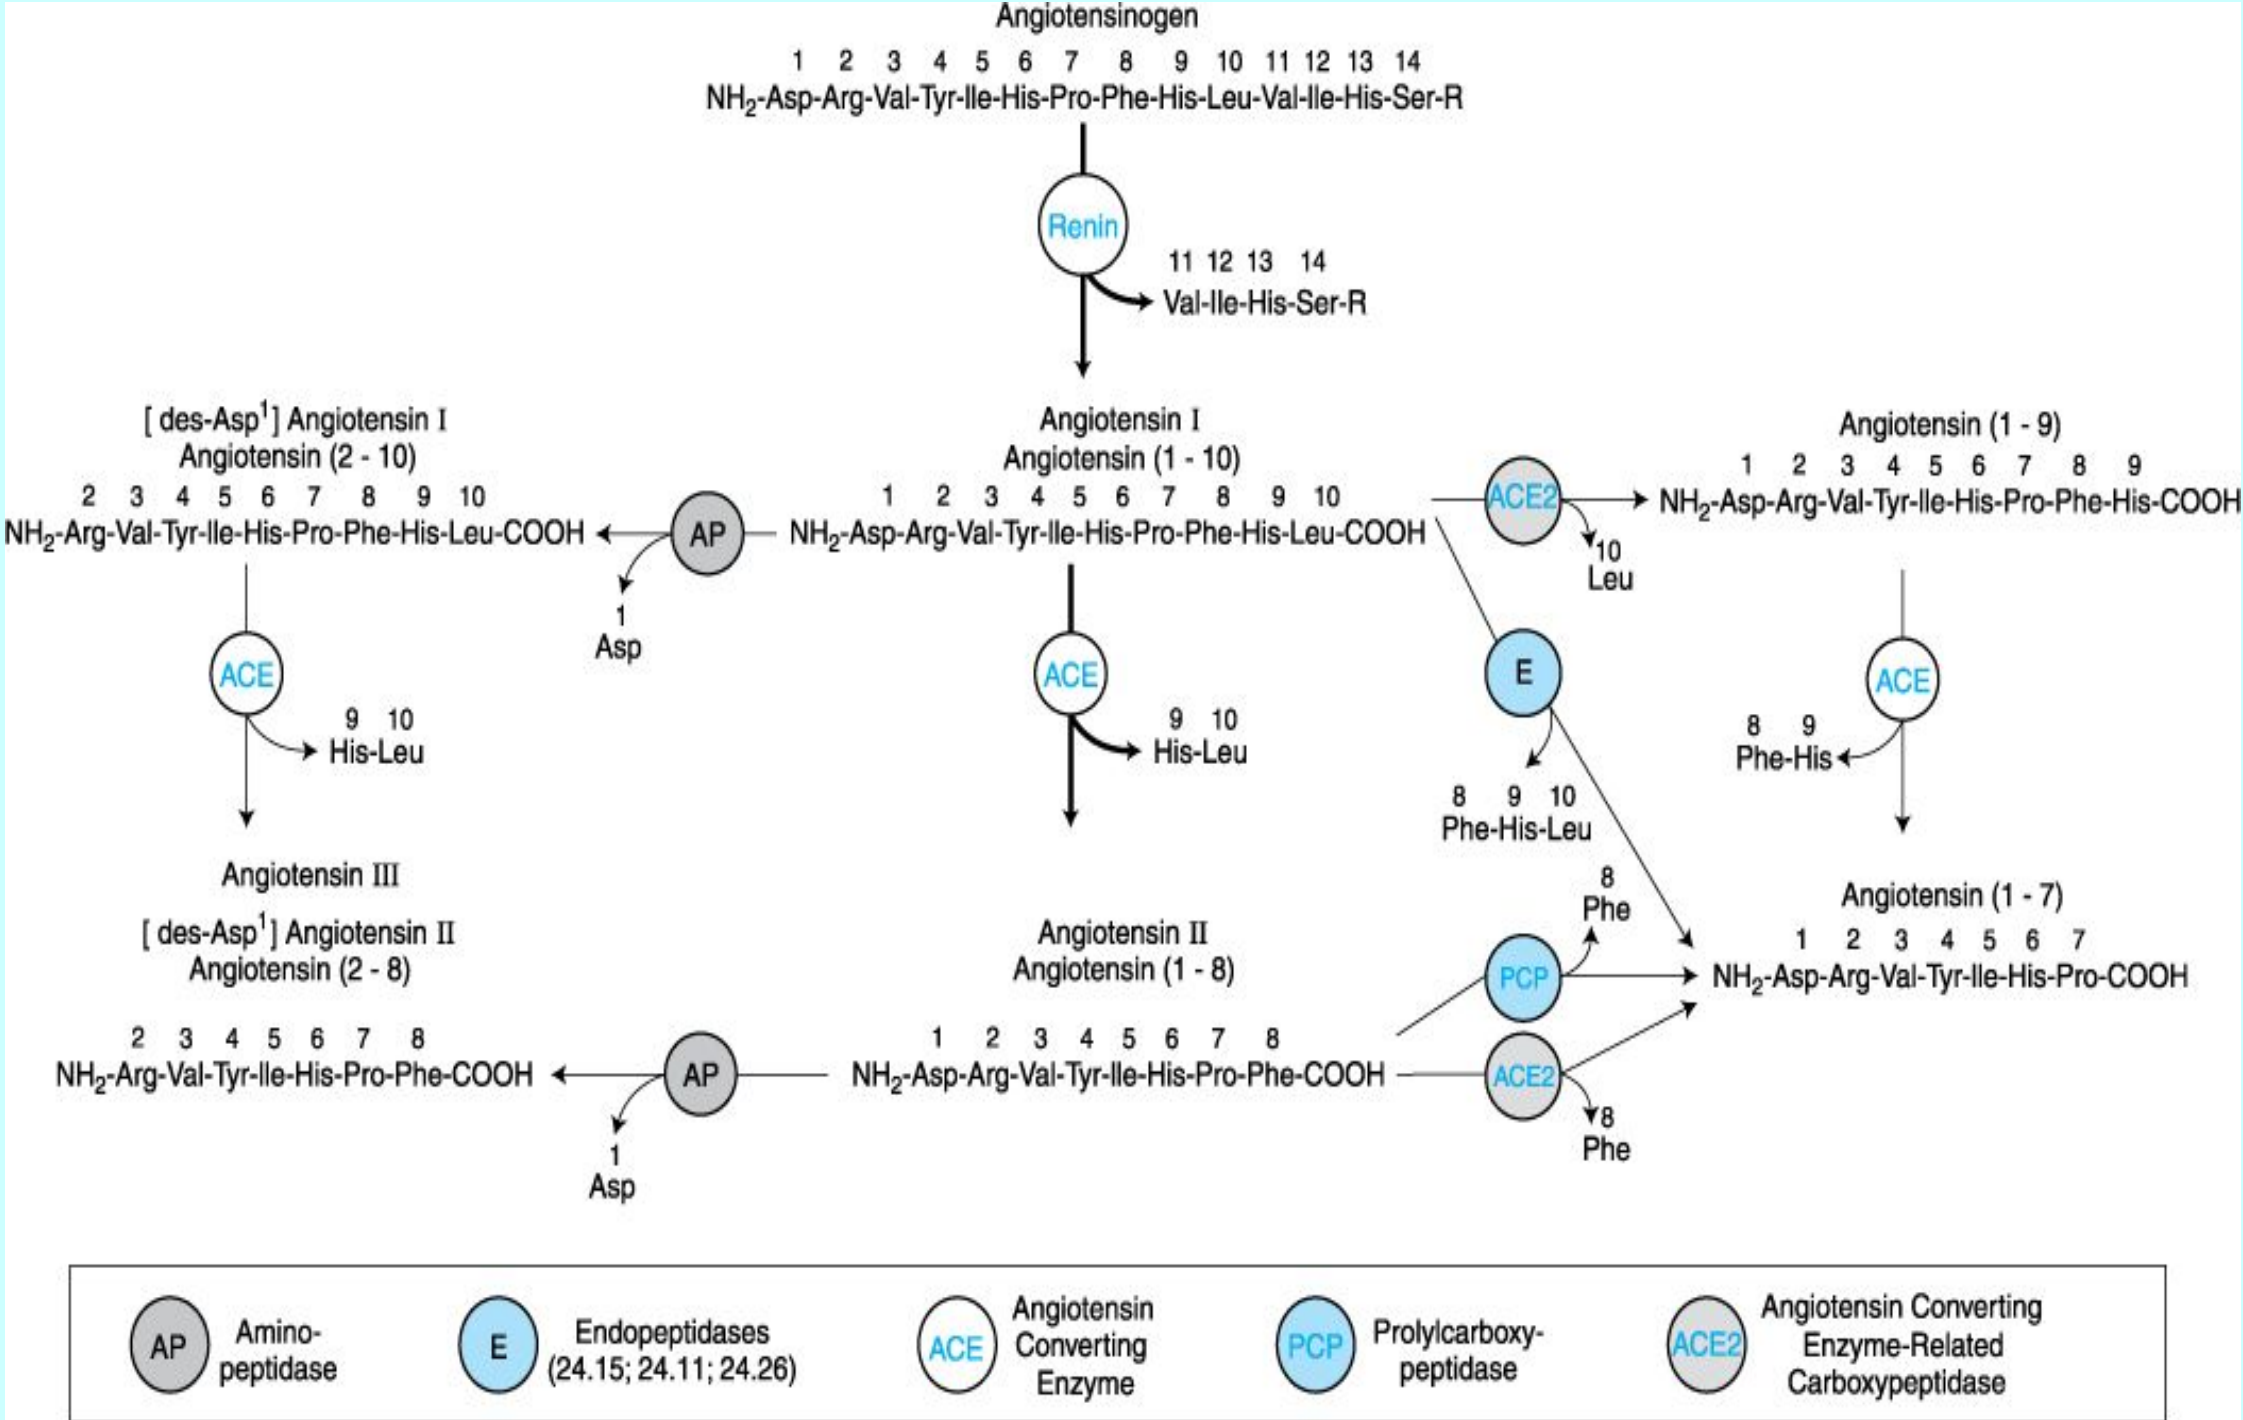 Angiotensinogen
1 2 3 4 5 6 7 8 9 10 11 12 13 14
NH₂-Asp-Arg-Val-Tyr-Ile-His-Pro-Phe-His-Leu-Val-Ile-His-Ser-R
Renin
11 12 13 14
Val-Ile-His-Ser-R
[ des-Asp¹] Angiotensin I
Angiotensin (2 - 10)
2 3 4 5 6 7 8 9 10
NH₂-Arg-Val-Tyr-Ile-His-Pro-Phe-His-Leu-COOH
AP
1
Asp
Angiotensin I
Angiotensin (1 - 10)
1 2 3 4 5 6 7 8 9 10
NH₂-Asp-Arg-Val-Tyr-Ile-His-Pro-Phe-His-Leu-COOH
ACE2
10
Leu
Angiotensin (1 - 9)
1 2 3 4 5 6 7 8 9
NH₂-Asp-Arg-Val-Tyr-Ile-His-Pro-Phe-His-COOH
ACE
9 10
His-Leu
ACE
9 10
His-Leu
E
8 9 10
Phe-His-Leu
ACE
8 9
Phe-His
Angiotensin III
[ des-Asp¹] Angiotensin II
Angiotensin (2 - 8)
2 3 4 5 6 7 8
NH₂-Arg-Val-Tyr-Ile-His-Pro-Phe-COOH
AP
1
Asp
Angiotensin II
Angiotensin (1 - 8)
1 2 3 4 5 6 7 8
NH₂-Asp-Arg-Val-Tyr-Ile-His-Pro-Phe-COOH
8
Phe
PCP
ACE2
8
Phe
Angiotensin (1 - 7)
1 2 3 4 5 6 7
NH₂-Asp-Arg-Val-Tyr-Ile-His-Pro-COOH
AP
Amino-
peptidase
E
Endopeptidases
(24.15; 24.11; 24.26)
ACE
Angiotensin
Converting
Enzyme
PCP
Prolylcarboxy-
peptidase
ACE2
Angiotensin Converting
Enzyme-Related
Carboxypeptidase